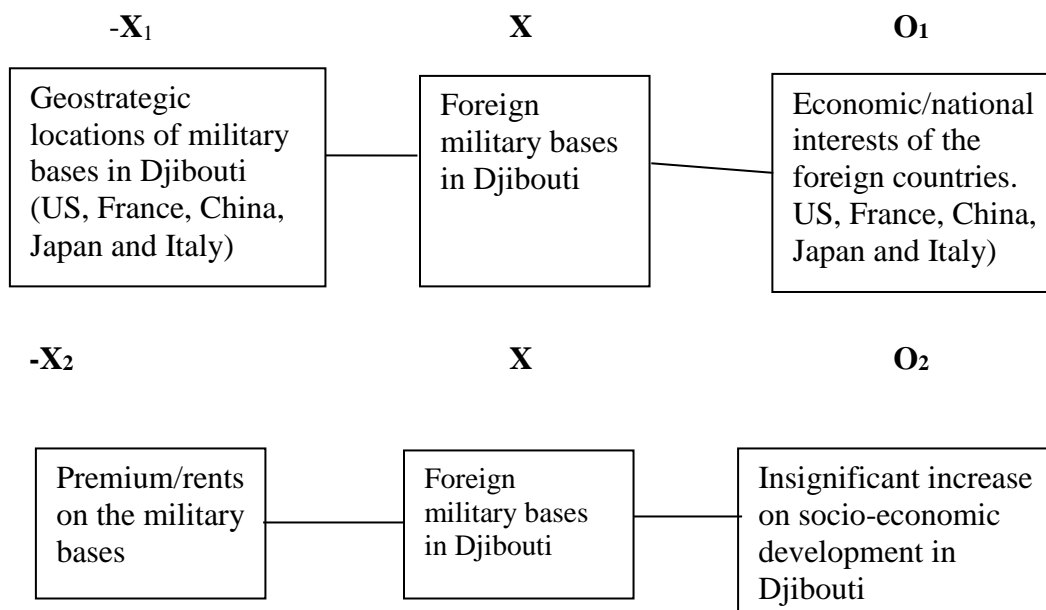 -X₁ X O₁
Geostrategic
locations of military
bases in Djibouti
(US, France, China,
Japan and Italy)
Foreign
military bases
in Djibouti
Economic/national
interests of the
foreign countries.
US, France, China,
Japan and Italy)
-X₂ X O₂
Premium/rents
on the military
bases
Foreign
military bases
in Djibouti
Insignificant increase
on socio-economic
development in
Djibouti